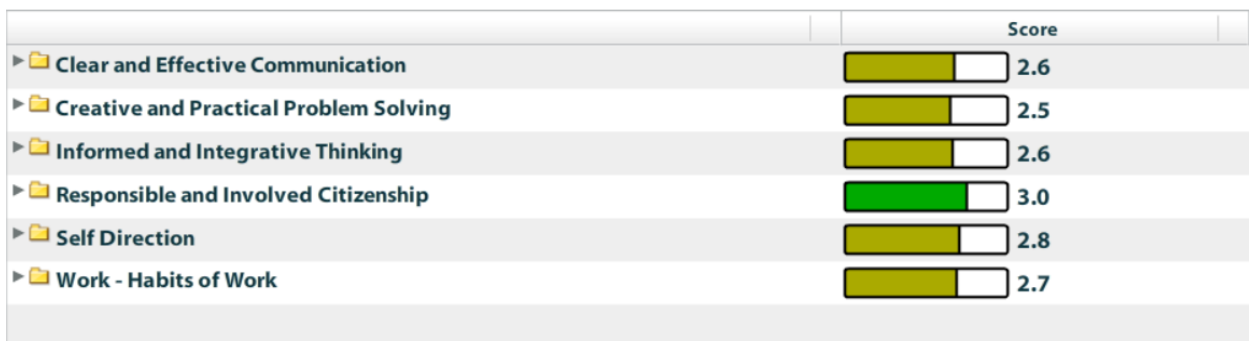 Score
Clear and Effective Communication 2.6
Creative and Practical Problem Solving 2.5
Informed and Integrative Thinking 2.6
Responsible and Involved Citizenship 3.0
Self Direction 2.8
Work - Habits of Work 2.7